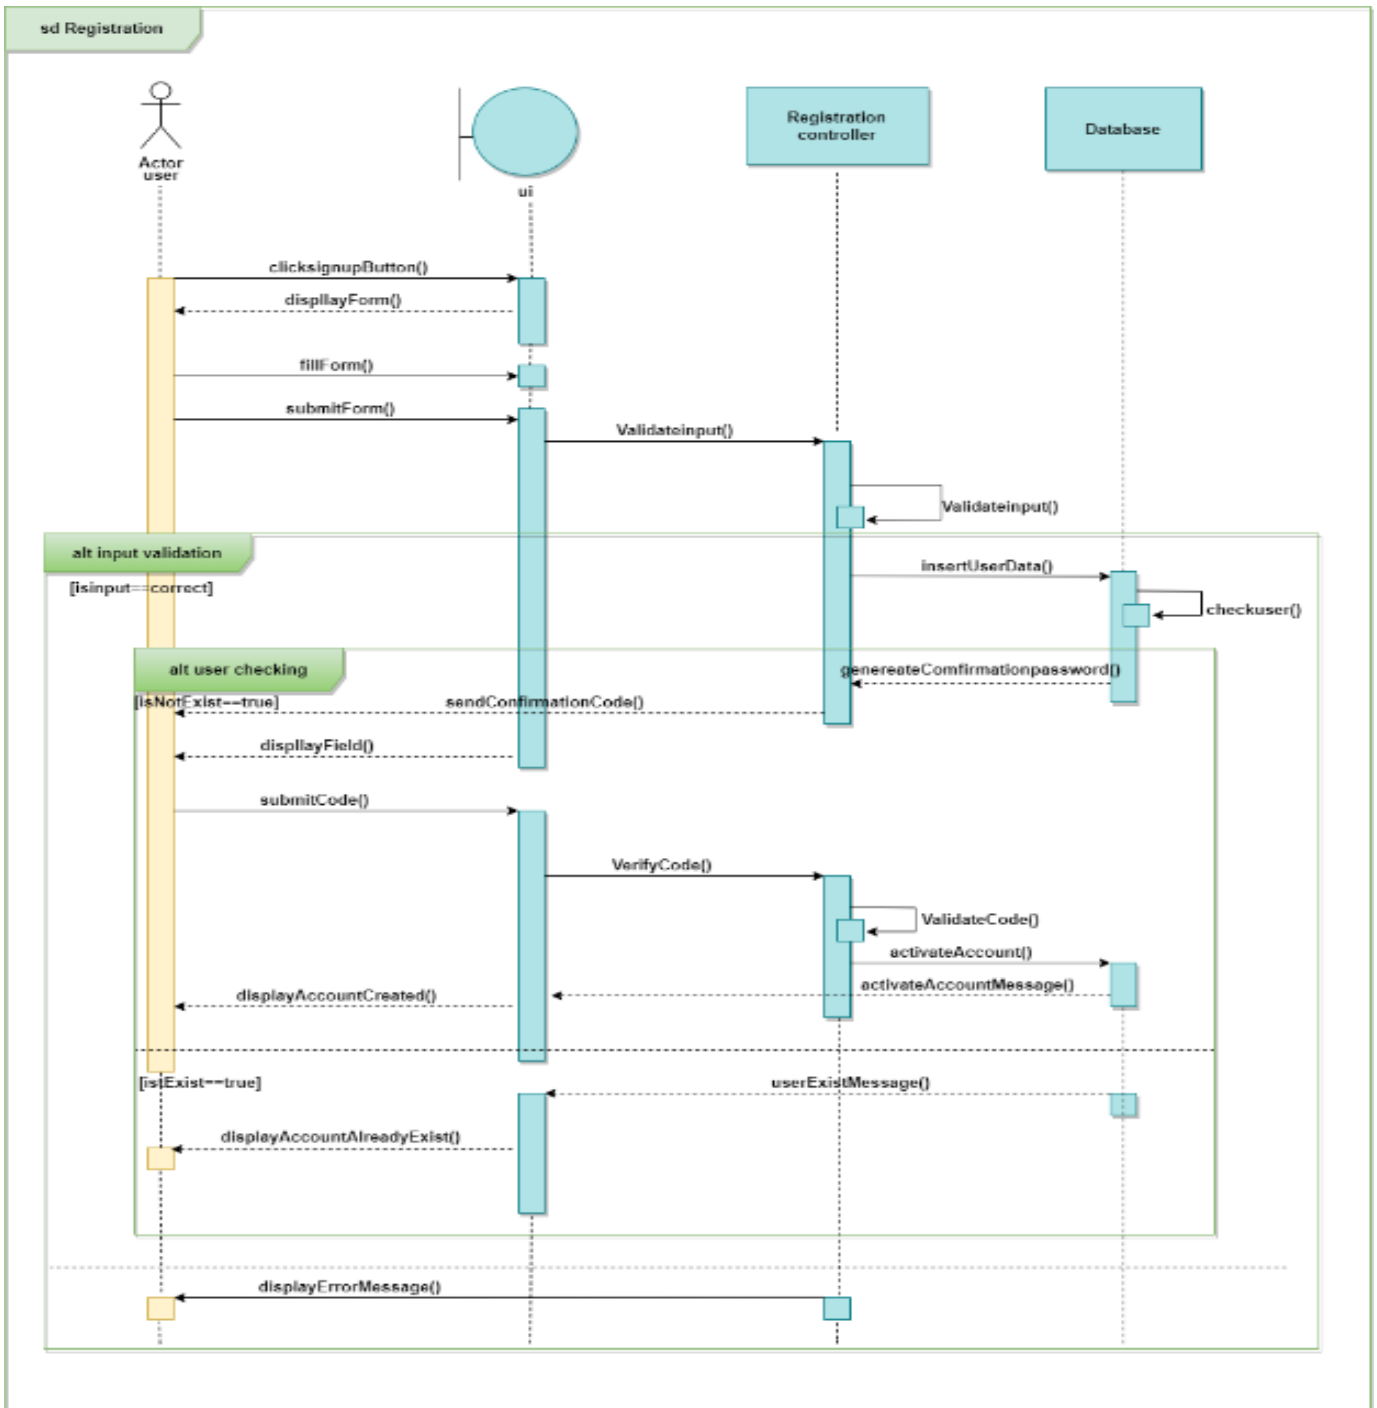 sd Registration
Actor
user
ui
Registration
controller
Database
clicksignupButton()
displlayForm()
fillForm()
submitForm()
Validateinput()
Validateinput()
alt input validation
[isinput==correct]
insertUserData()
checkuser()
alt user checking
genereateComfirmationpassword()
[isNotExist==true]
sendConfirmationCode()
displlayField()
submitCode()
VerifyCode()
ValidateCode()
activateAccount()
activateAccountMessage()
displayAccountCreated()
[istExist==true]
userExistMessage()
displayAccountAlreadyExist()
displayErrorMessage()